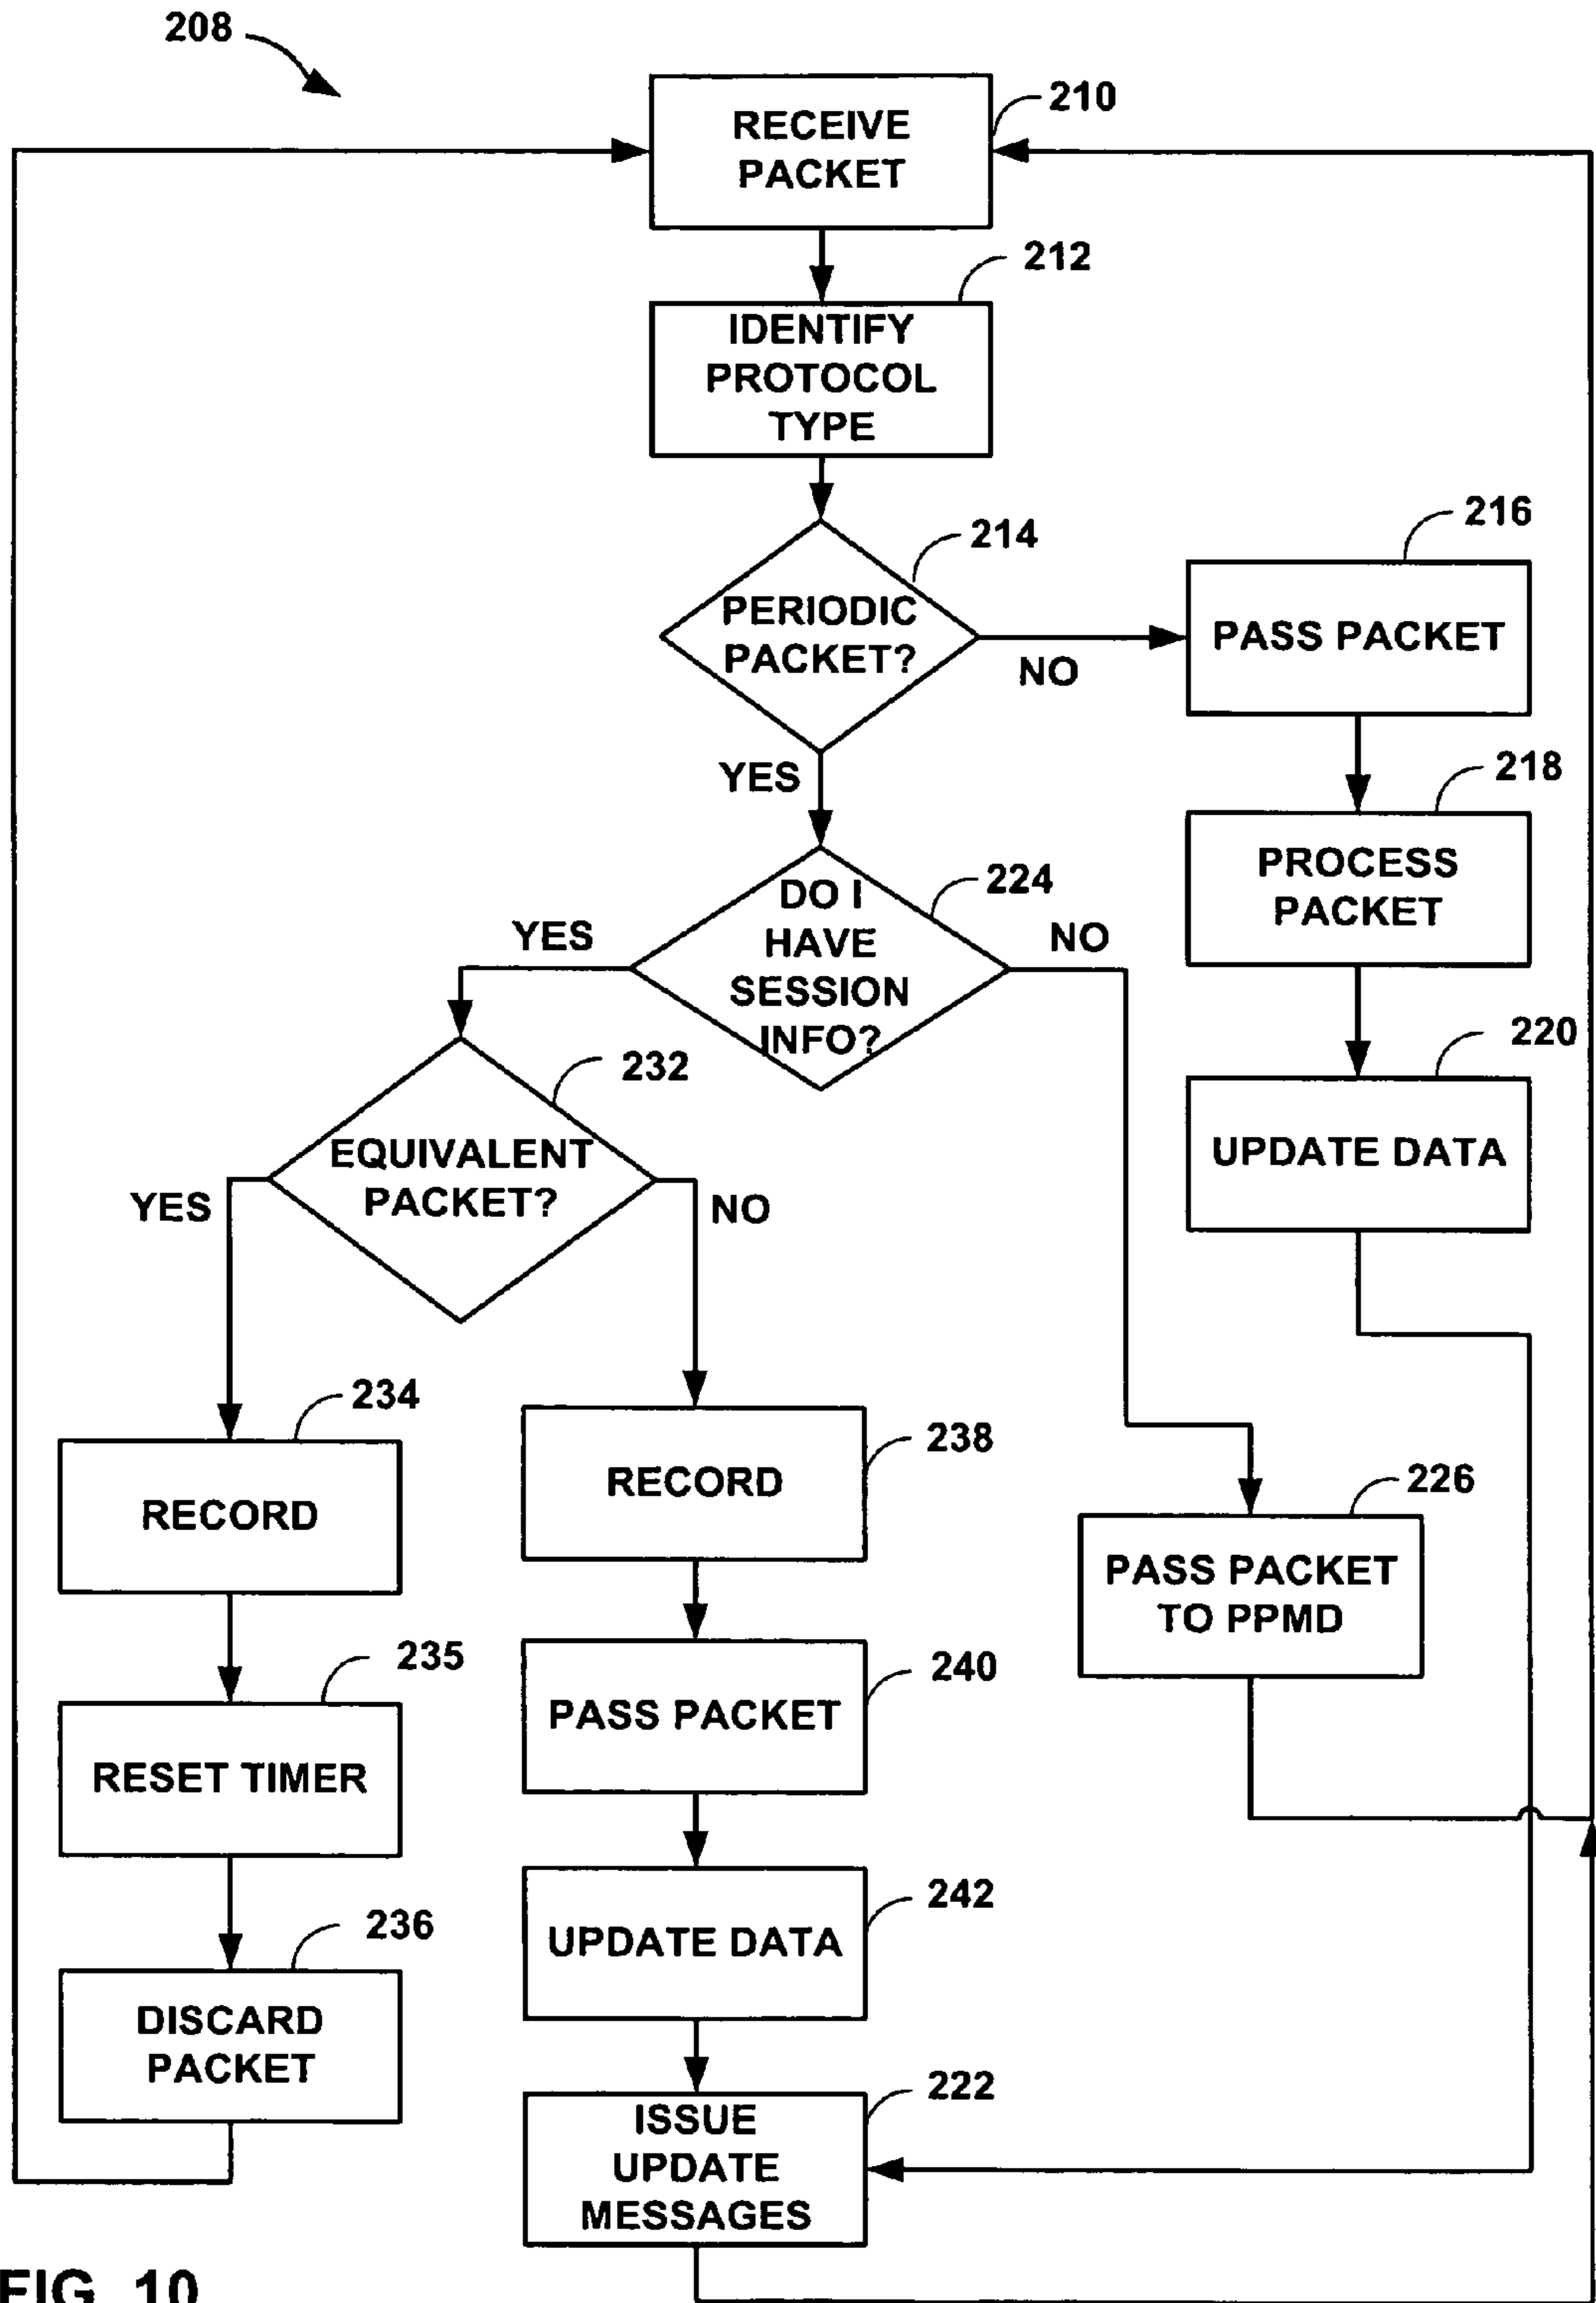 208
RECEIVE
PACKET
210
IDENTIFY
PROTOCOL
TYPE
212
PERIODIC
PACKET?
214
NO
YES
PASS PACKET
216
PROCESS
PACKET
218
UPDATE DATA
220
DO I
HAVE
SESSION
INFO?
224
YES
NO
EQUIVALENT
PACKET?
232
YES
NO
RECORD
234
RESET TIMER
235
DISCARD
PACKET
236
RECORD
238
PASS PACKET
240
UPDATE DATA
242
ISSUE
UPDATE
MESSAGES
222
PASS PACKET
TO PPMD
226
FIG. 10